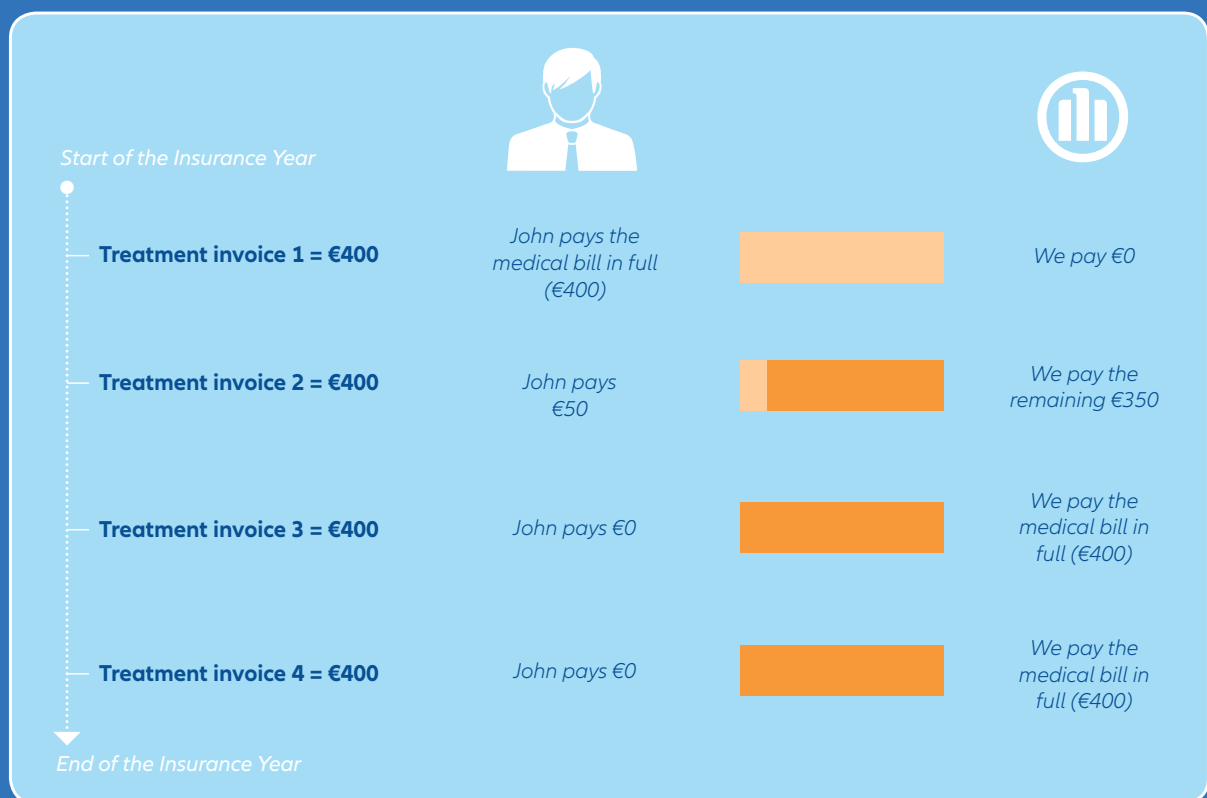 Start of the Insurance Year
Treatment invoice 1 = €400
John pays the
medical bill in full
(€400)
We pay €0
Treatment invoice 2 = €400
John pays
€50
We pay the
remaining €350
Treatment invoice 3 = €400
John pays €0
We pay the
medical bill in
full (€400)
Treatment invoice 4 = €400
John pays €0
We pay the
medical bill in
full (€400)
End of the Insurance Year